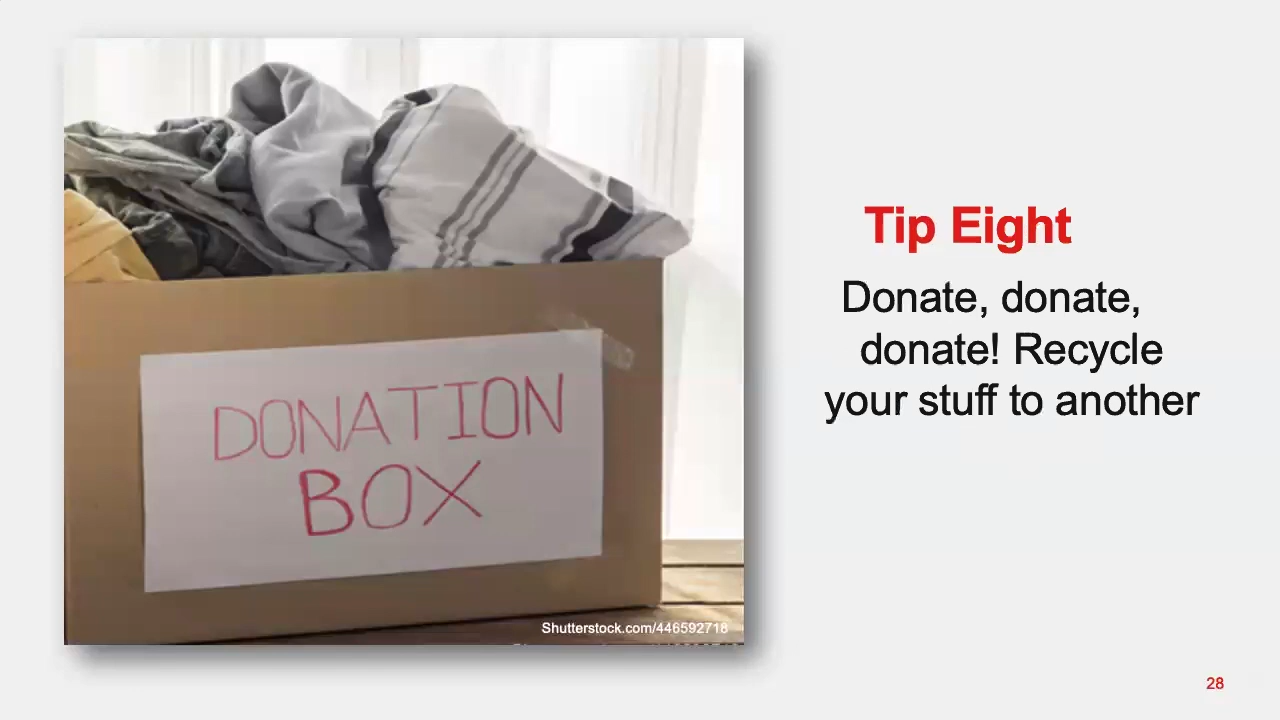 DONATION
BOX
Shutterstock.com/446592718
Tip Eight
Donate, donate,
donate! Recycle
your stuff to another
28